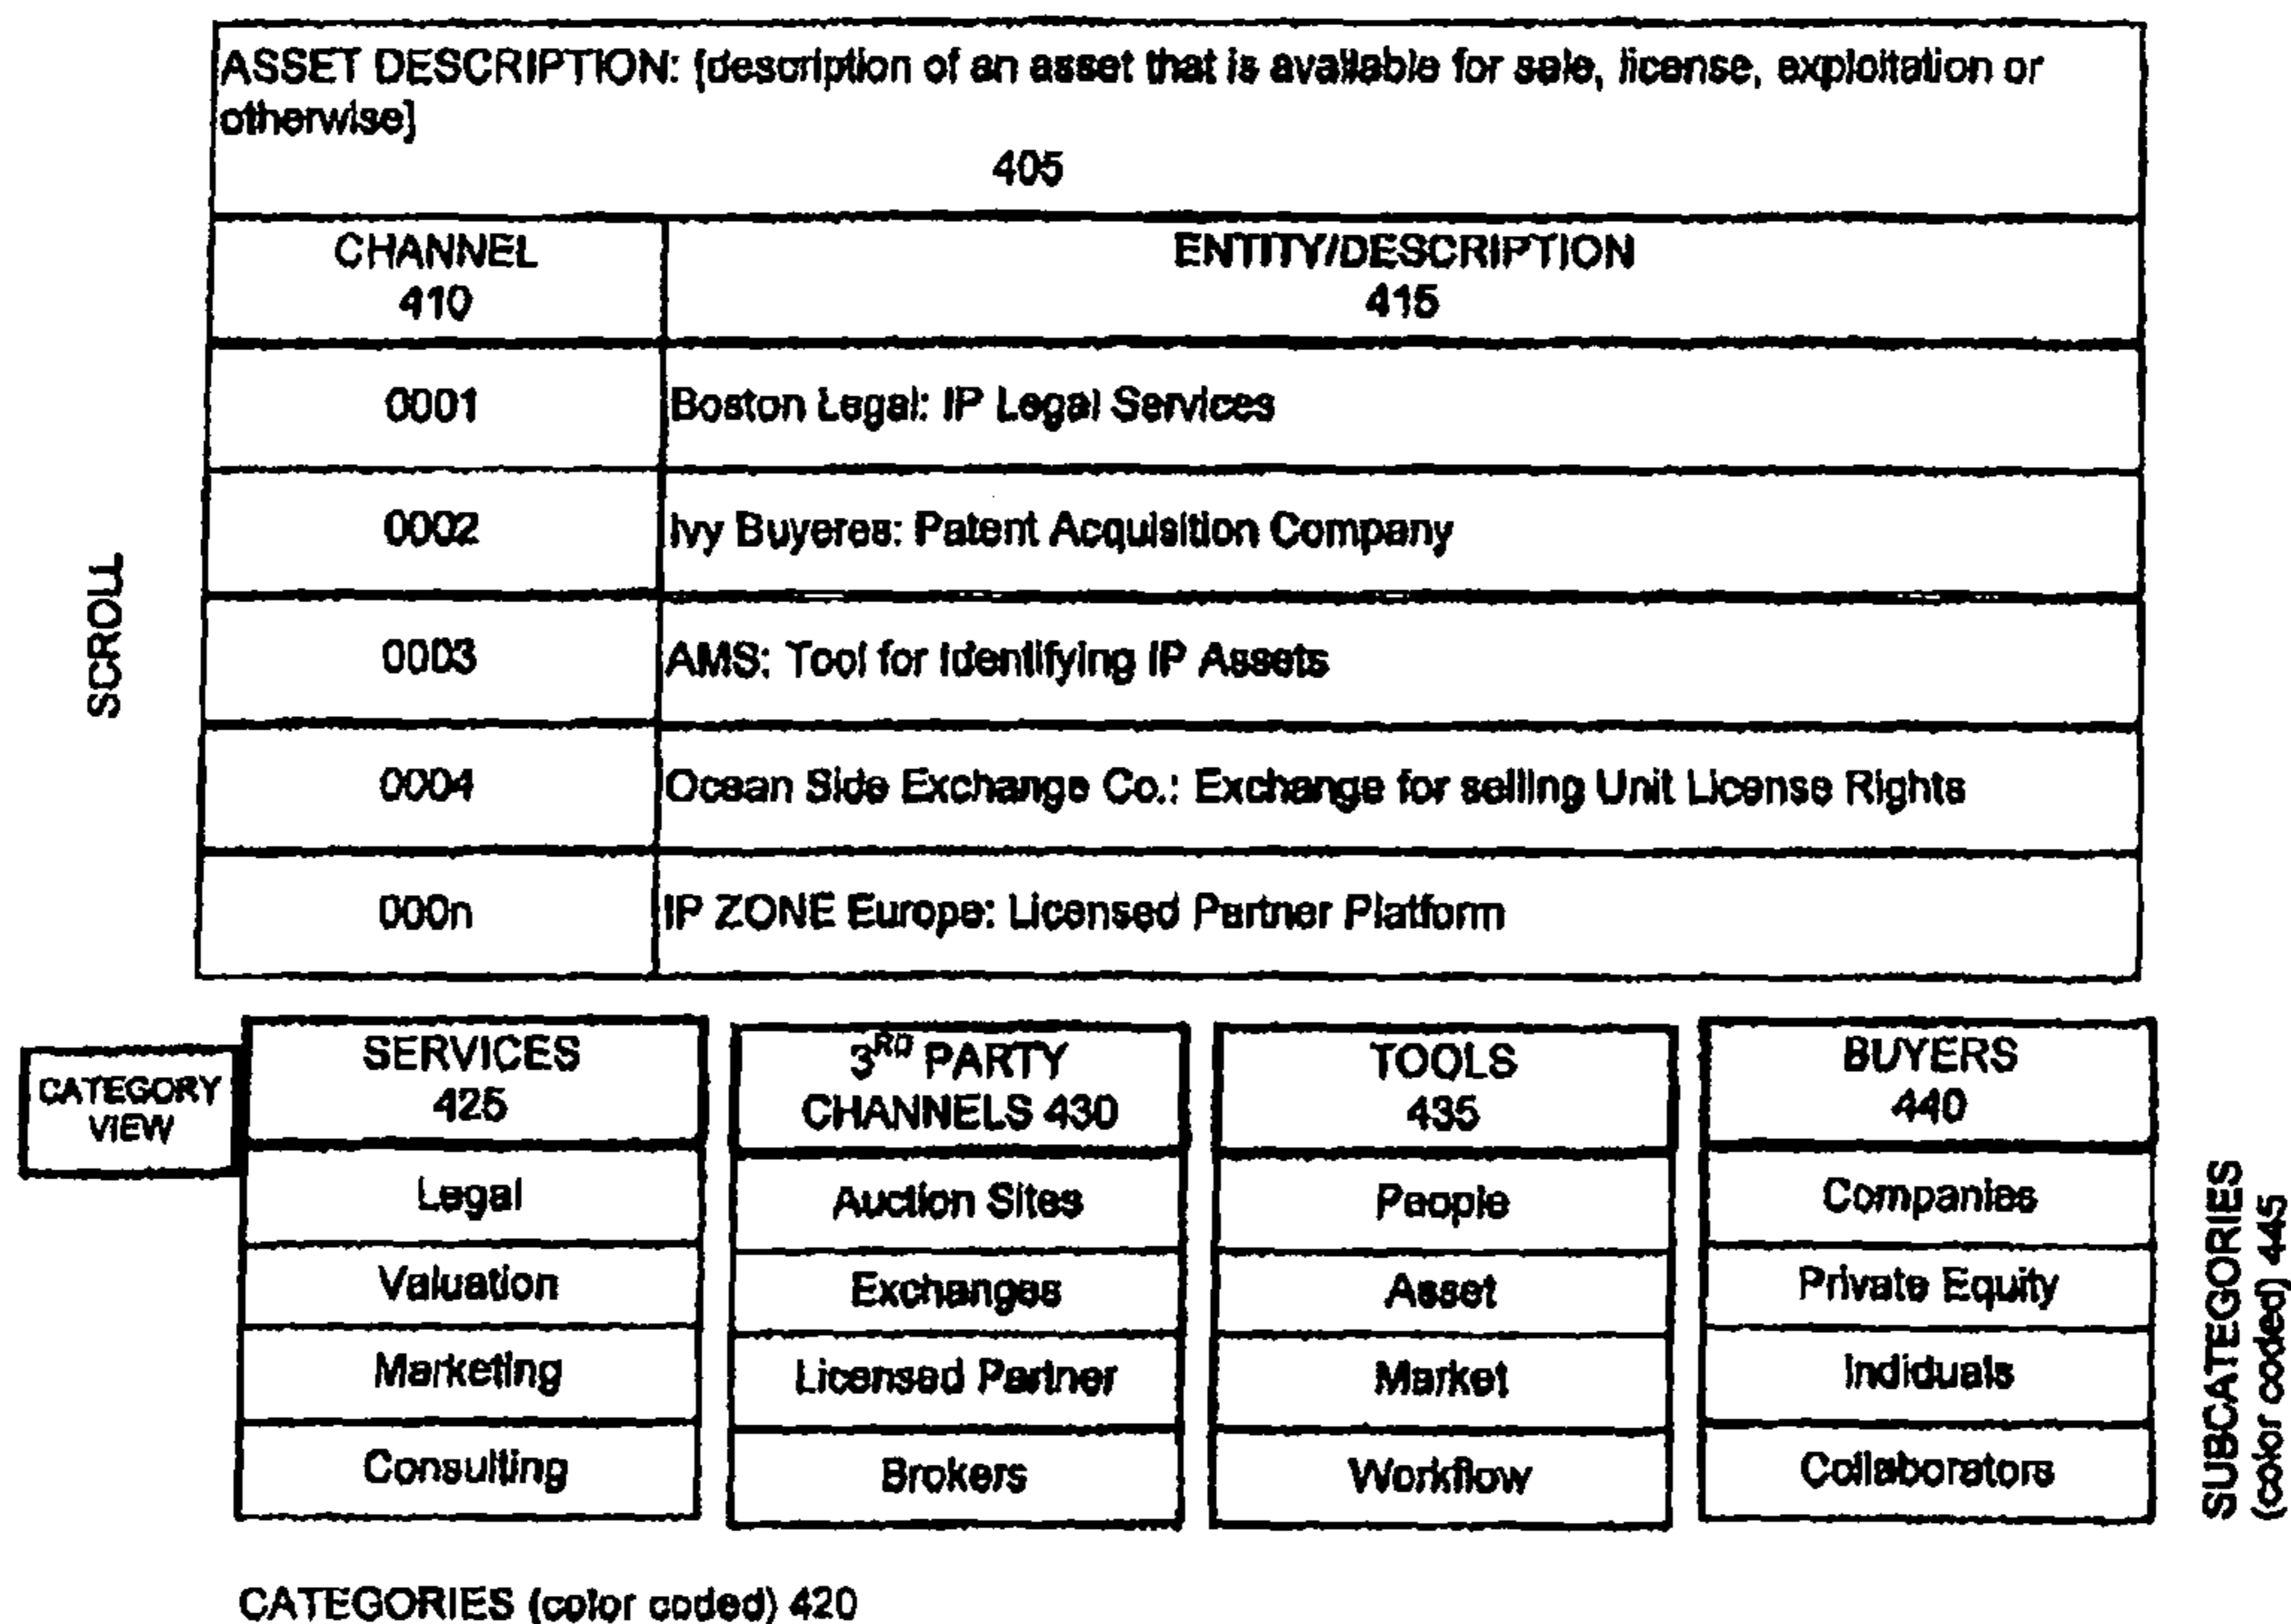 ASSET DESCRIPTION: [description of an asset that is available for sale, license, exploitation or
otherwise]
405
CHANNEL
410
ENTITY/DESCRIPTION
415
0001
Boston Legal: IP Legal Services
0002
Ivy Buyeres: Patent Acquisition Company
0003
AMS: Tool for Identifying IP Assets
0004
Ocean Side Exchange Co.: Exchange for selling Unit License Rights
000n
IP ZONE Europe: Licensed Partner Platform
SCROLL
CATEGORY
VIEW
SERVICES
425
Legal
Valuation
Marketing
Consulting
3RD PARTY
CHANNELS 430
Auction Sites
Exchanges
Licensed Partner
Brokers
TOOLS
435
People
Asset
Market
Workflow
BUYERS
440
Companies
Private Equity
Indiduals
Collaborators
SUBCATEGORIES
(color coded) 445
CATEGORIES (color coded) 420